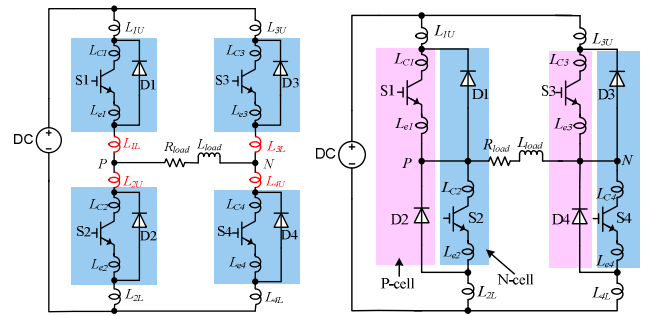 L1U L3U
LC1 LC3
S1 D1 S3 D3
Le1 Le3
DC L1L Rload Lload L3L
P N
L2U L4U
LC2 LC4
S2 D2 S4 D4
Le2 Le4
L2L L4L
L1U L3U
LC1 LC3
S1 D1 S3 D3
Le1 Le3
DC Rload Lload
P N
LC2 LC4
D2 S2 D4 S4
Le2 Le4
P-cell N-cell
L2L L4L